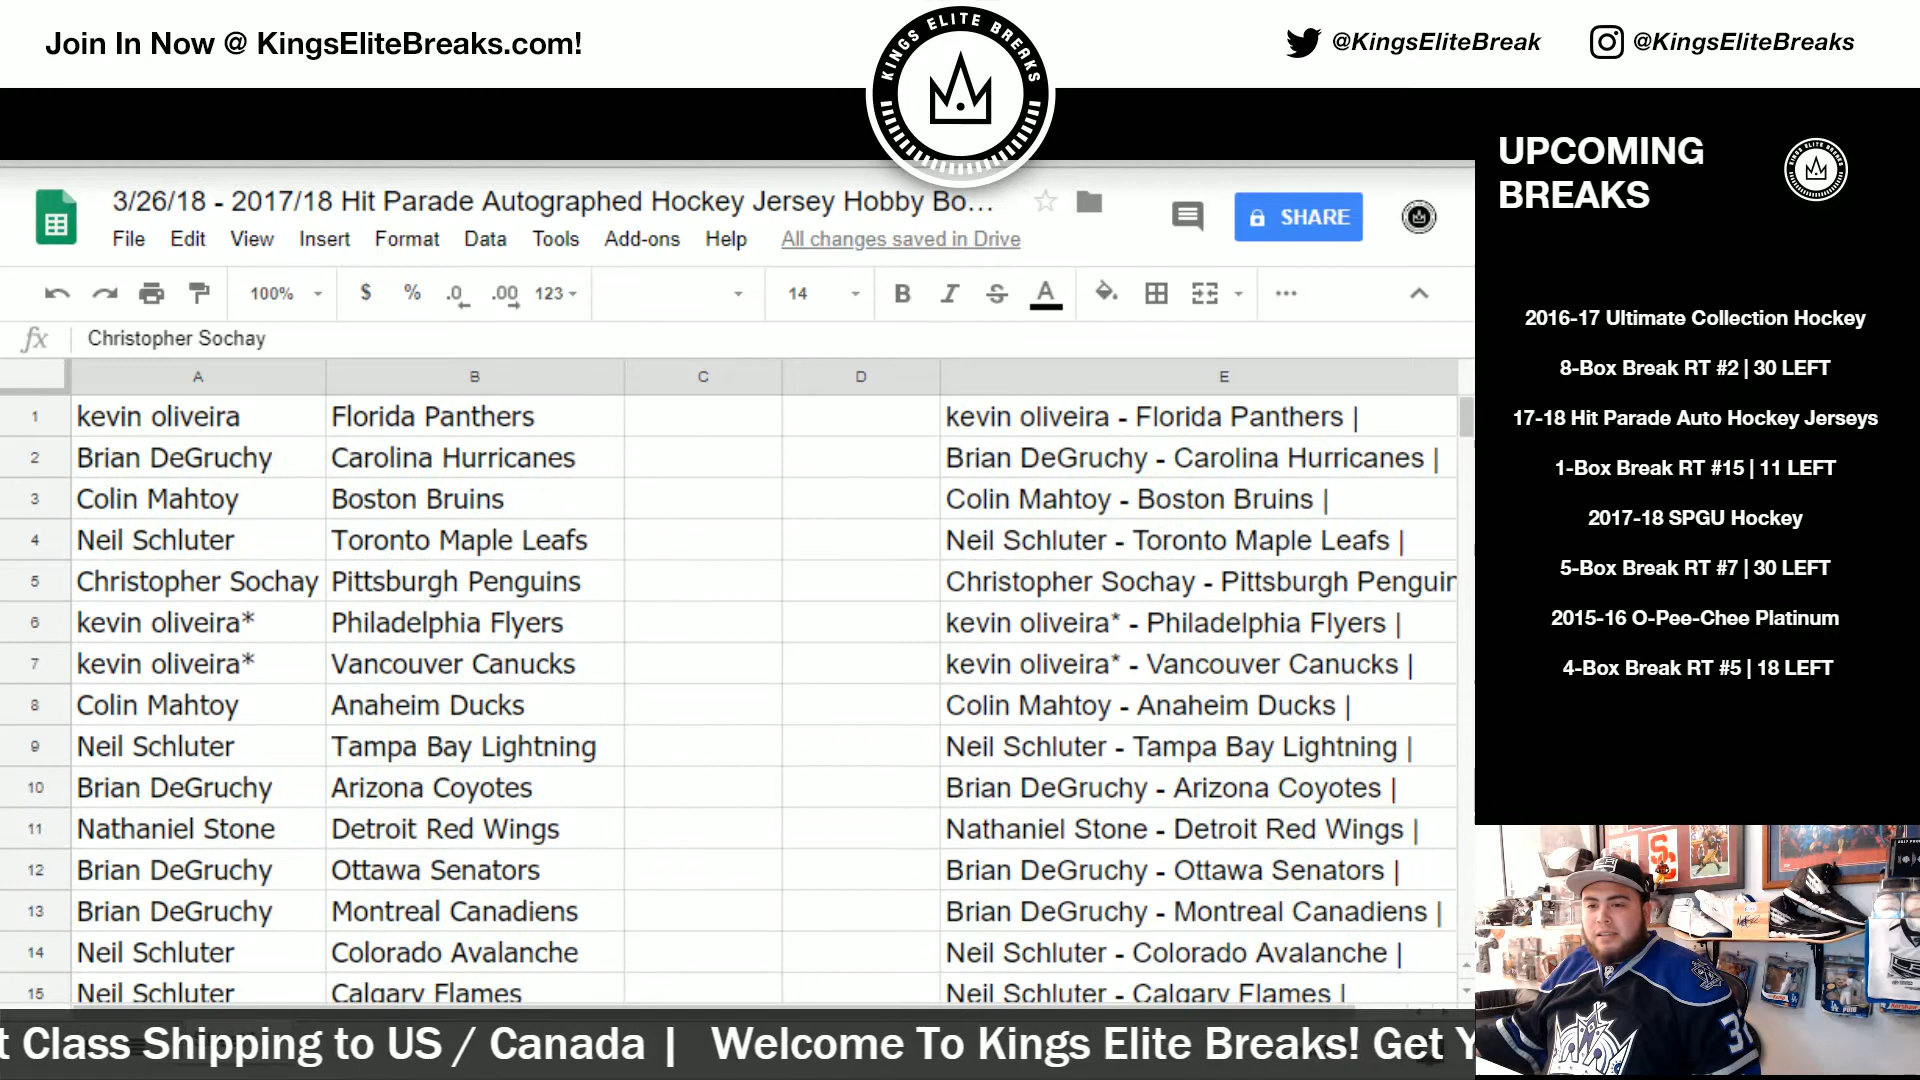 Join In Now @ KingsEliteBreaks.com!
KINGS ELITE BREAKS
@KingsEliteBreak
@KingsEliteBreaks
UPCOMING
BREAKS
3/26/18 - 2017/18 Hit Parade Autographed Hockey Jersey Hobby Bo...
SHARE
File Edit View Insert Format Data Tools Add-ons Help All changes saved in Drive
100% $ % .0 .00 123 14 B I S A ...
fx Christopher Sochay
A B C D E
1 kevin oliveira Florida Panthers kevin oliveira - Florida Panthers |
2 Brian DeGruchy Carolina Hurricanes Brian DeGruchy - Carolina Hurricanes |
3 Colin Mahtoy Boston Bruins Colin Mahtoy - Boston Bruins |
4 Neil Schluter Toronto Maple Leafs Neil Schluter - Toronto Maple Leafs |
5 Christopher Sochay Pittsburgh Penguins Christopher Sochay - Pittsburgh Penguin
6 kevin oliveira* Philadelphia Flyers kevin oliveira* - Philadelphia Flyers |
7 kevin oliveira* Vancouver Canucks kevin oliveira* - Vancouver Canucks |
8 Colin Mahtoy Anaheim Ducks Colin Mahtoy - Anaheim Ducks |
9 Neil Schluter Tampa Bay Lightning Neil Schluter - Tampa Bay Lightning |
10 Brian DeGruchy Arizona Coyotes Brian DeGruchy - Arizona Coyotes |
11 Nathaniel Stone Detroit Red Wings Nathaniel Stone - Detroit Red Wings |
12 Brian DeGruchy Ottawa Senators Brian DeGruchy - Ottawa Senators |
13 Brian DeGruchy Montreal Canadiens Brian DeGruchy - Montreal Canadiens |
14 Neil Schluter Colorado Avalanche Neil Schluter - Colorado Avalanche |
15 Neil Schluter Calgary Flames Neil Schluter - Calgary Flames |
2016-17 Ultimate Collection Hockey
8-Box Break RT #2 | 30 LEFT
17-18 Hit Parade Auto Hockey Jerseys
1-Box Break RT #15 | 11 LEFT
2017-18 SPGU Hockey
5-Box Break RT #7 | 30 LEFT
2015-16 O-Pee-Chee Platinum
4-Box Break RT #5 | 18 LEFT
t Class Shipping to US / Canada | Welcome To Kings Elite Breaks! Get Y